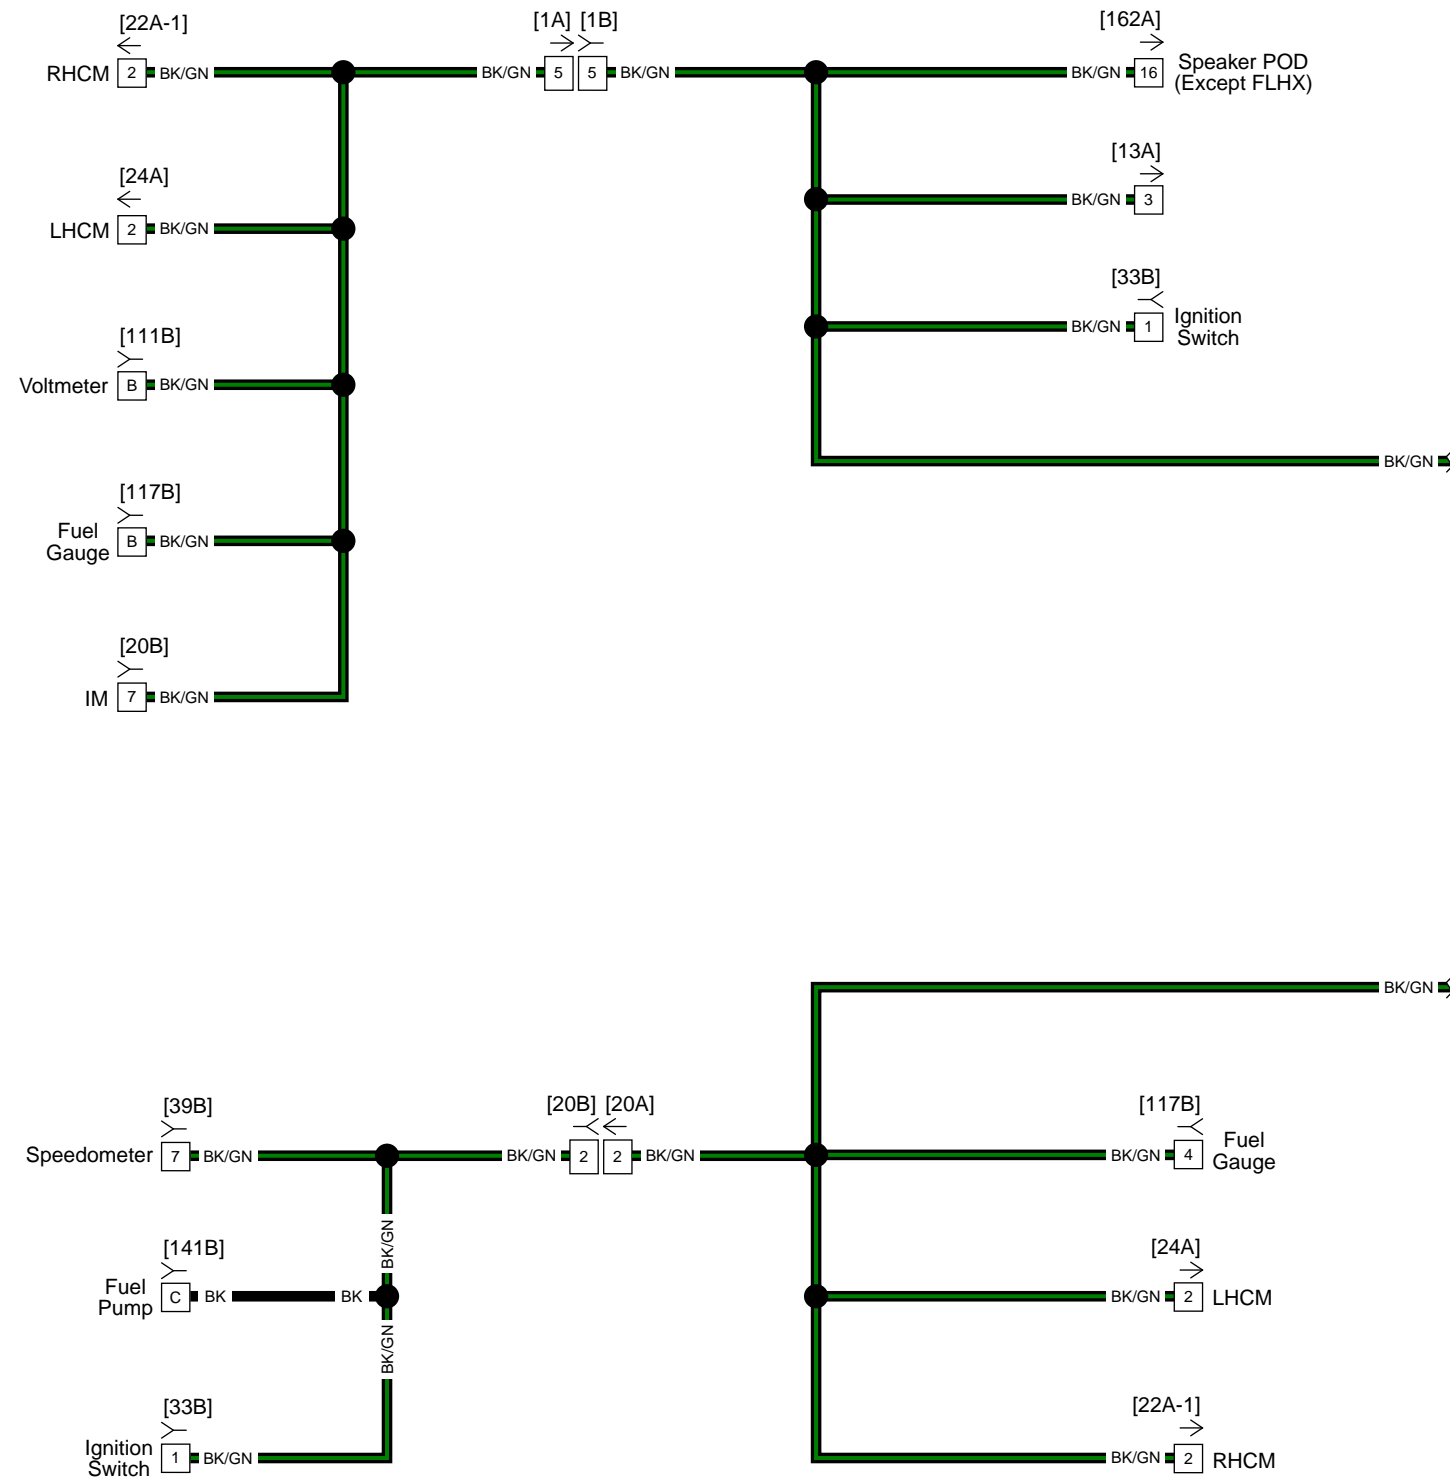 [22A-1]
RHCM 2 BK/GN
[1A] [1B]
BK/GN 5 5 BK/GN
[162A]
BK/GN 16 Speaker POD
(Except FLHX)
[24A]
LHCM 2 BK/GN
[13A]
BK/GN 3
[111B]
Voltmeter B BK/GN
[33B]
BK/GN 1 Ignition
Switch
[117B]
Fuel
Gauge B BK/GN
BK/GN
[20B]
IM 7 BK/GN
BK/GN
[39B]
Speedometer 7 BK/GN
[20B] [20A]
BK/GN 2 2 BK/GN
[117B]
BK/GN 4 Fuel
Gauge
BK/GN
[141B]
Fuel
Pump C BK BK
[24A]
BK/GN 2 LHCM
BK/GN
[33B]
Ignition
Switch 1 BK/GN
[22A-1]
BK/GN 2 RHCM